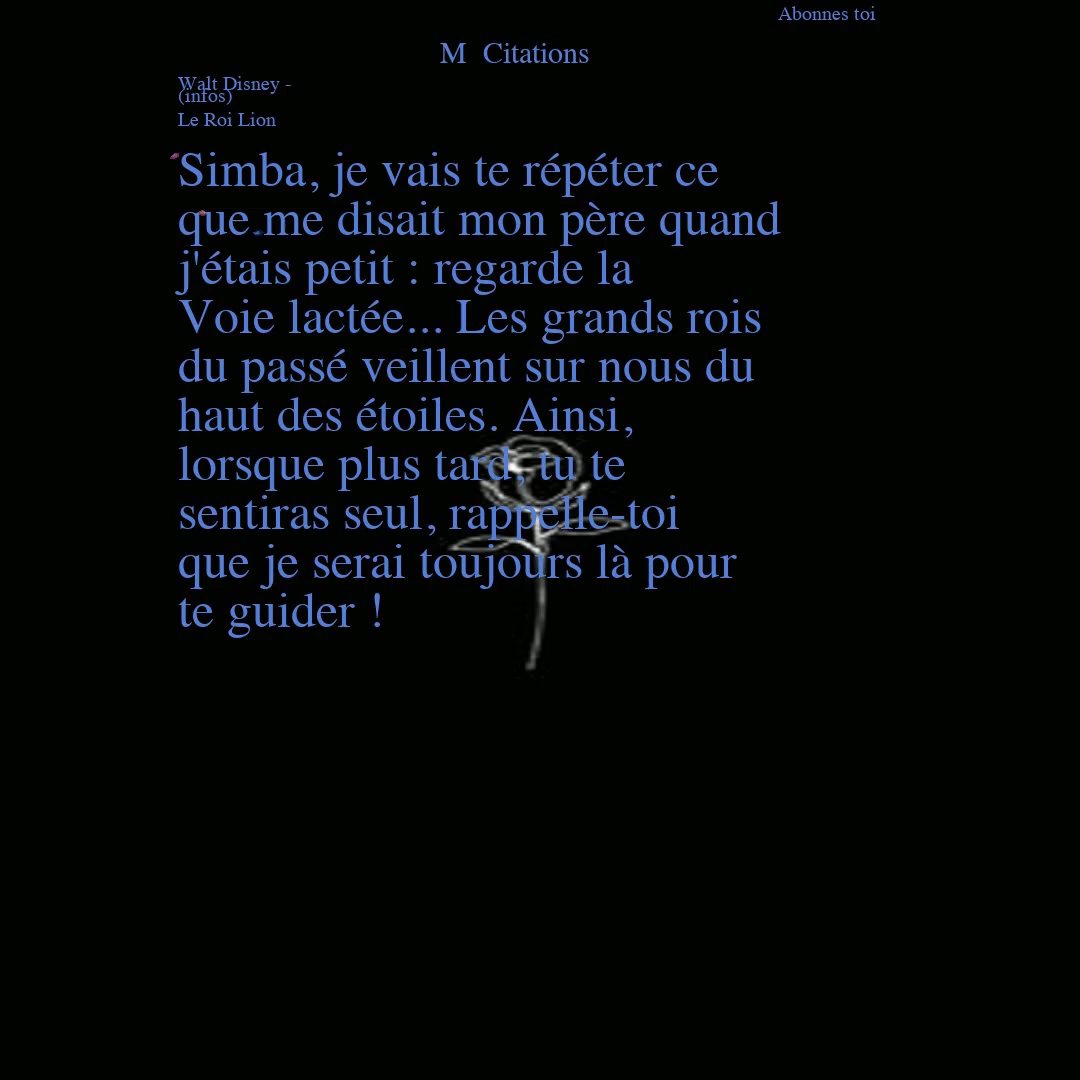 Abonnes toi
M Citations
Walt Disney -
(infos)
Le Roi Lion
Simba, je vais te répéter ce
que me disait mon père quand
j'étais petit : regarde la
Voie lactée... Les grands rois
du passé veillent sur nous du
haut des étoiles. Ainsi,
lorsque plus tard, tu te
sentiras seul, rappelle-toi
que je serai toujours là pour
te guider !